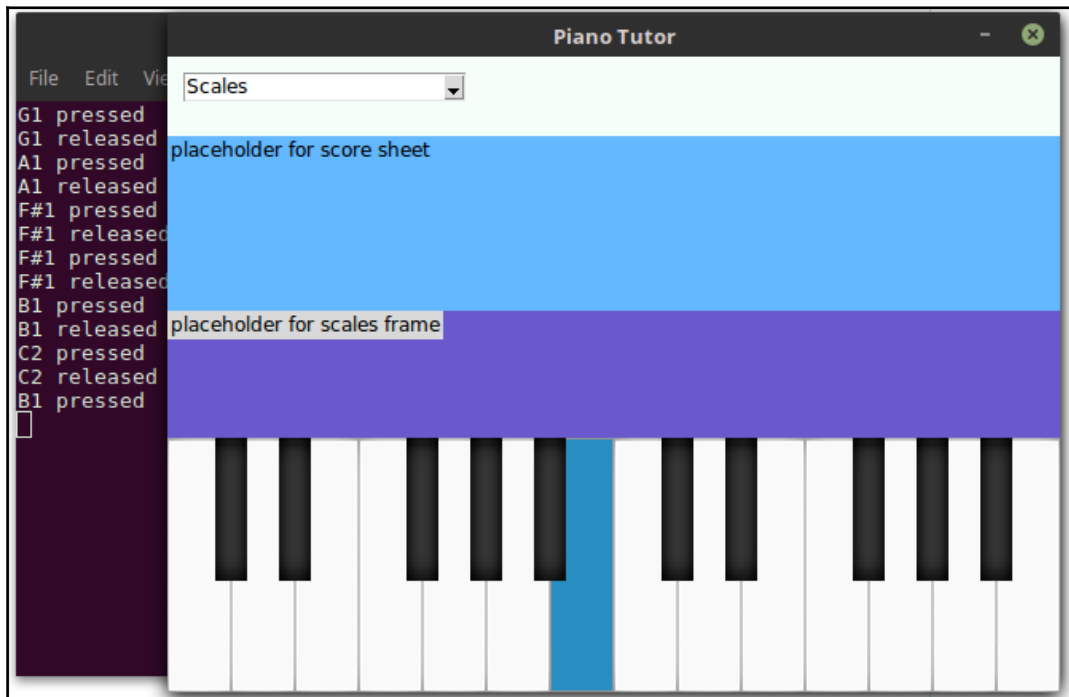 Piano Tutor
File Edit Vie
Scales
G1 pressed
G1 released
A1 pressed
A1 released
F#1 pressed
F#1 released
F#1 pressed
F#1 released
B1 pressed
B1 released
C2 pressed
C2 released
B1 pressed
placeholder for score sheet
placeholder for scales frame